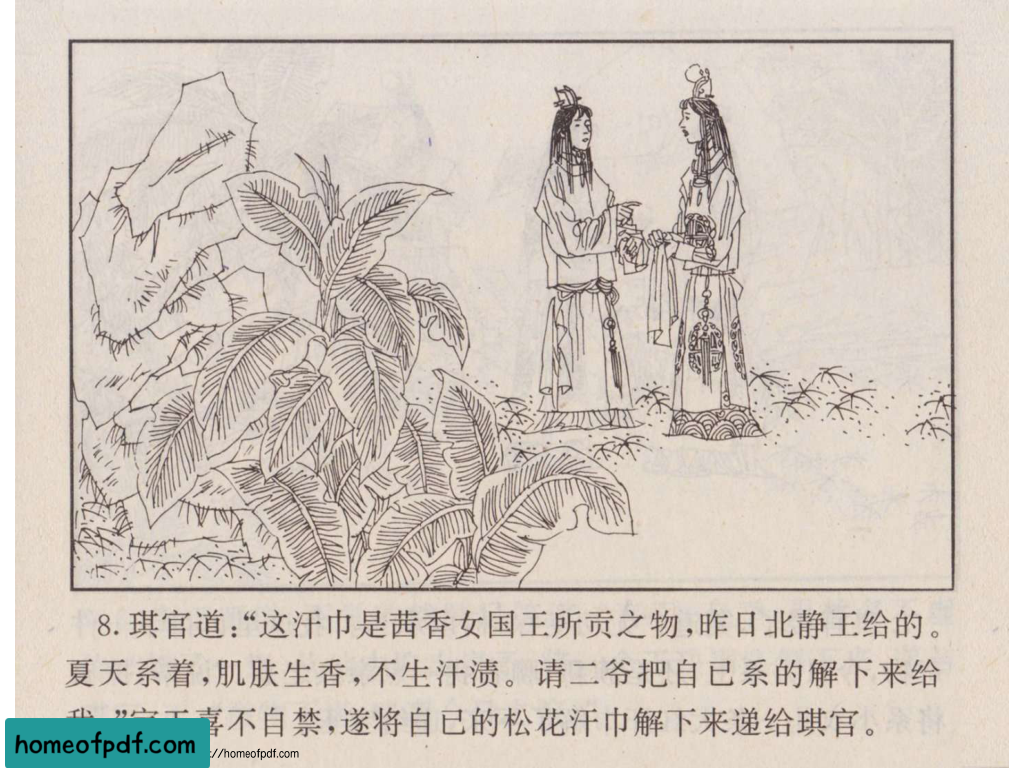 8. 琪官道:“这汗巾是茜香女国王所贡之物,昨日北静王给的。
夏天系着,肌肤生香,不生汗渍。请二爷把自己系的解下来给
喜不自禁,遂将自己的松花汗巾解下来递给琪官。
homeofpdf.com
://homeofpdf.com